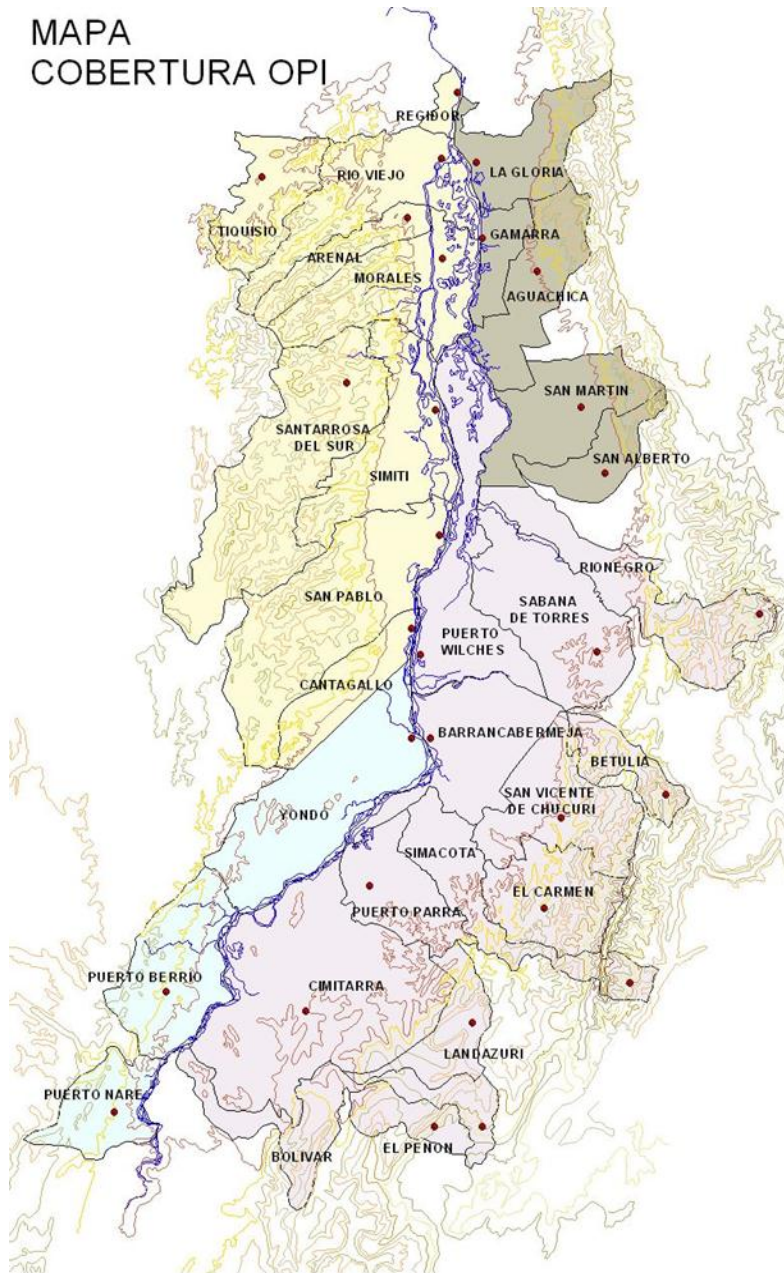 MAPA
COBERTURA OPI
REGIDOR
RIO VIEJO
LA GLORIA
TIQUISIO
GAMARRA
ARENAL
MORALES
AGUACHICA
SAN MARTIN
SANTARROSA
DEL SUR
SAN ALBERTO
SIMITI
RIONEGRO
SAN PABLO
SABANA
DE TORRES
PUERTO
WILCHES
CANTAGALLO
BARRANCABERMEJA
BETULIA
SAN VICENTE
DE CHUCURI
YONDO
SIMACOTA
EL CARMEN
PUERTO PARRA
PUERTO BERRIO
CIMITARRA
LANDAZURI
PUERTO NARE
EL PEÑON
BOLIVAR